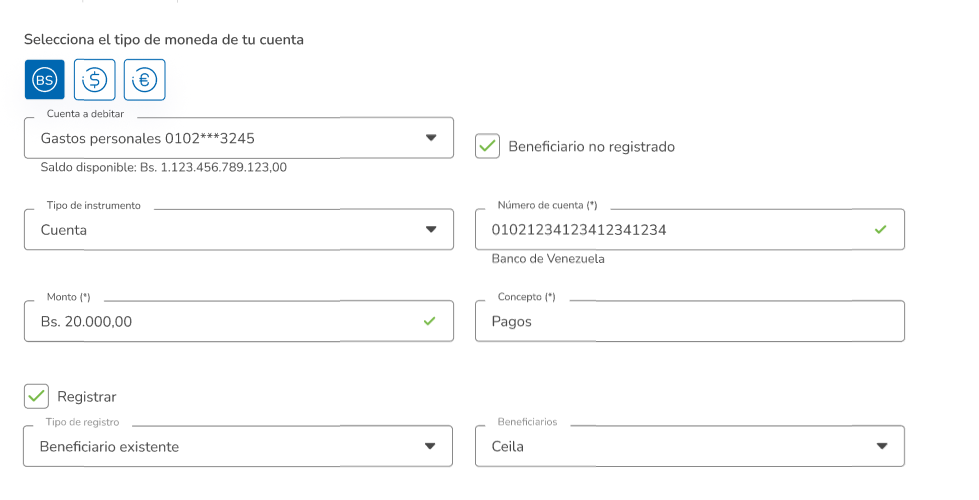 Selecciona el tipo de moneda de tu cuenta
BS $ €
Cuenta a debitar
Gastos personales 0102***3245
Saldo disponible: Bs. 1.123.456.789.123,00
Beneficiario no registrado
Tipo de instrumento
Cuenta
Número de cuenta (*)
01021234123412341234
Banco de Venezuela
Monto (*)
Bs. 20.000,00
Concepto (*)
Pagos
Registrar
Tipo de registro
Beneficiario existente
Beneficiarios
Ceila